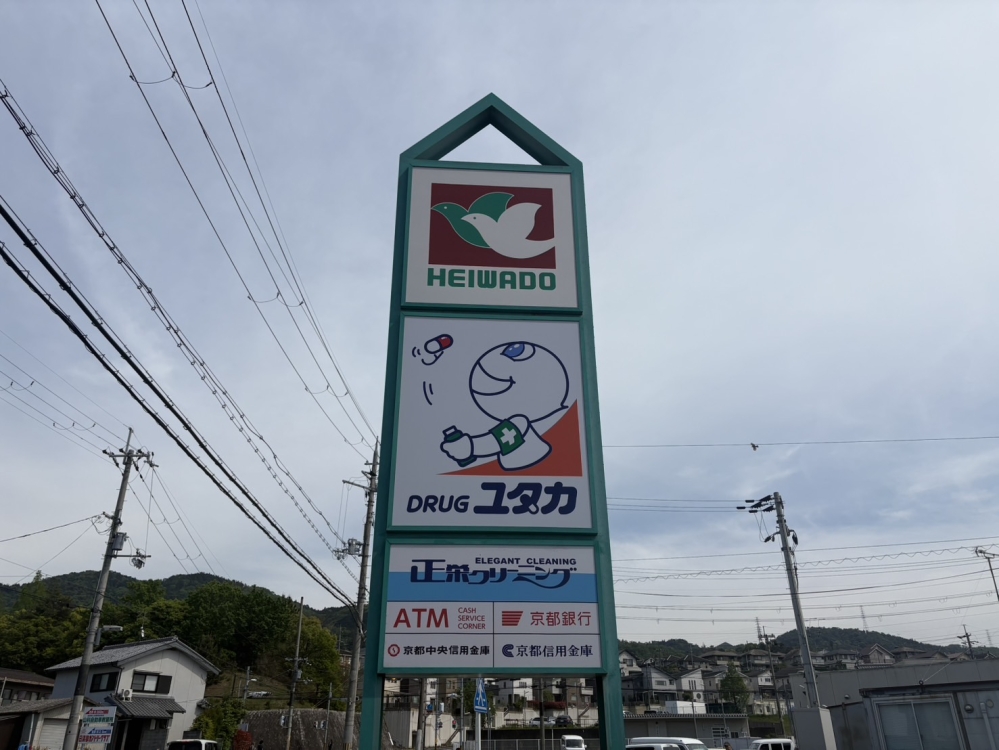 HEIWADO
DRUG ユタカ
ELEGANT CLEANING
正栄クリーニング
ATM
CASH
SERVICE
CORNER
京都銀行
京都中央信用金庫
京都信用金庫